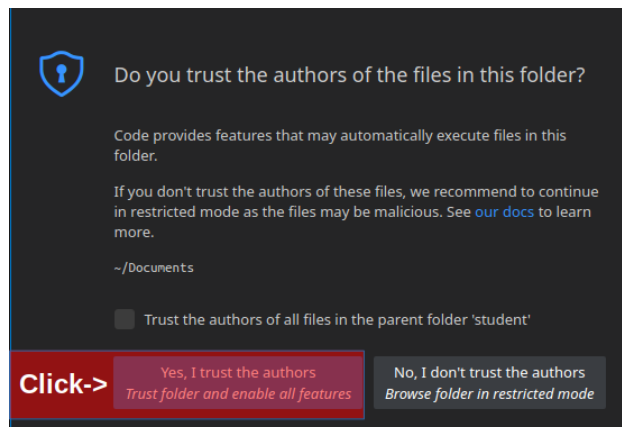 Do you trust the authors of the files in this folder?
Code provides features that may automatically execute files in this
folder.
If you don't trust the authors of these files, we recommend to continue
in restricted mode as the files may be malicious. See our docs to learn
more.
~/Documents
Trust the authors of all files in the parent folder 'student'
Click->
Yes, I trust the authors
Trust folder and enable all features
No, I don't trust the authors
Browse folder in restricted mode